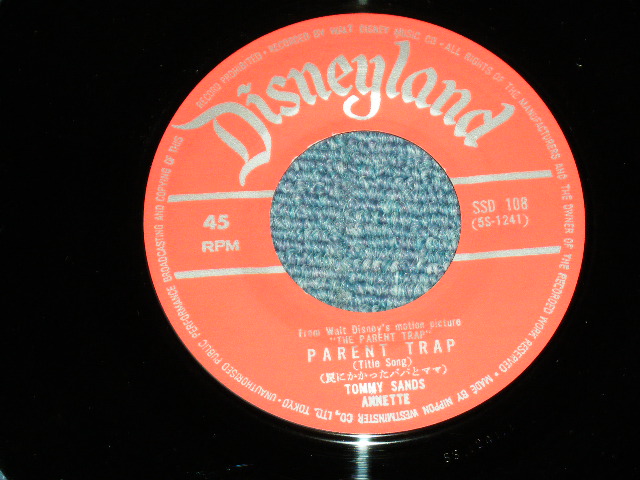 Disneyland
45
RPM
SSD 108
(5S-1241)
From Walt Disney's motion picture
"THE PARENT TRAP"
PARENT TRAP
(Title Song)
(罠にかかったパパとママ)
TOMMY SANDS
ANNETTE
MADE BY NIPPON WESTMINSTER CO., LTD. TOKYO · UNAUTHORISED PUBLIC PERFORMANCE BROADCASTING AND COPYING OF THIS RECORD PROHIBITED · RECORDED BY WALT DISNEY MUSIC CO · ALL RIGHTS OF THE MANUFACTURERS AND THE OWNER OF THE RECORDED WORK RESERVED ·